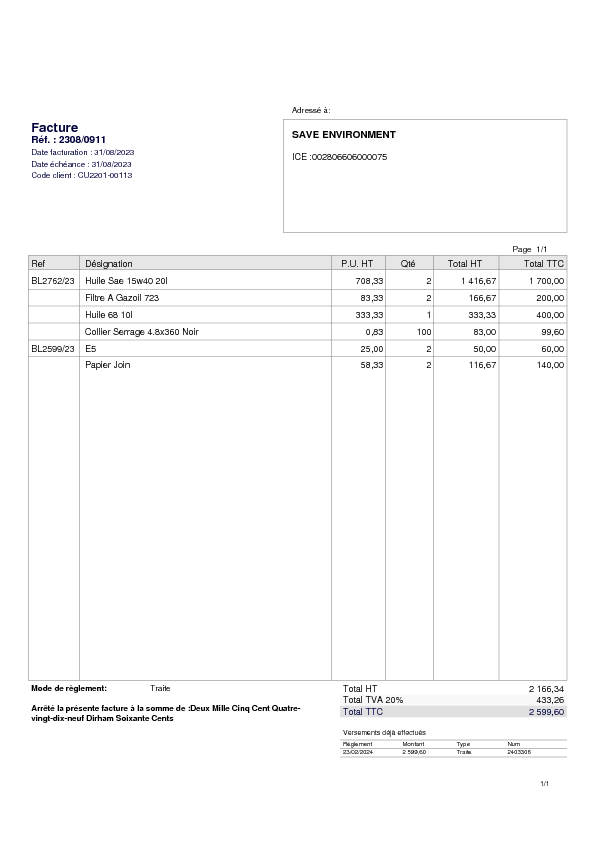 Adressé à:
Facture
Réf. : 2308/0911
Date facturation : 31/08/2023
Date échéance : 31/08/2023
Code client : CU2201-00113
SAVE ENVIRONMENT
ICE :002806606000075
Page 1/1
Ref Désignation P.U. HT Qté Total HT Total TTC
BL2762/23 Huile Sae 15w40 20l 708,33 2 1 416,67 1 700,00
Filtre A Gazoil 723 83,33 2 166,67 200,00
Huile 68 10l 333,33 1 333,33 400,00
Collier Serrage 4.8x360 Noir 0,83 100 83,00 99,60
BL2599/23 E5 25,00 2 50,00 60,00
Papier Join 58,33 2 116,67 140,00
Mode de règlement: Traite
Total HT 2 166,34
Total TVA 20% 433,26
Total TTC 2 599,60
Arrêté la présente facture à la somme de :Deux Mille Cinq Cent Quatre-
vingt-dix-neuf Dirham Soixante Cents
Versements déjà effectués
Règlement Montant Type Num
23/02/2024 2 599,60 Traite 2403308
1/1